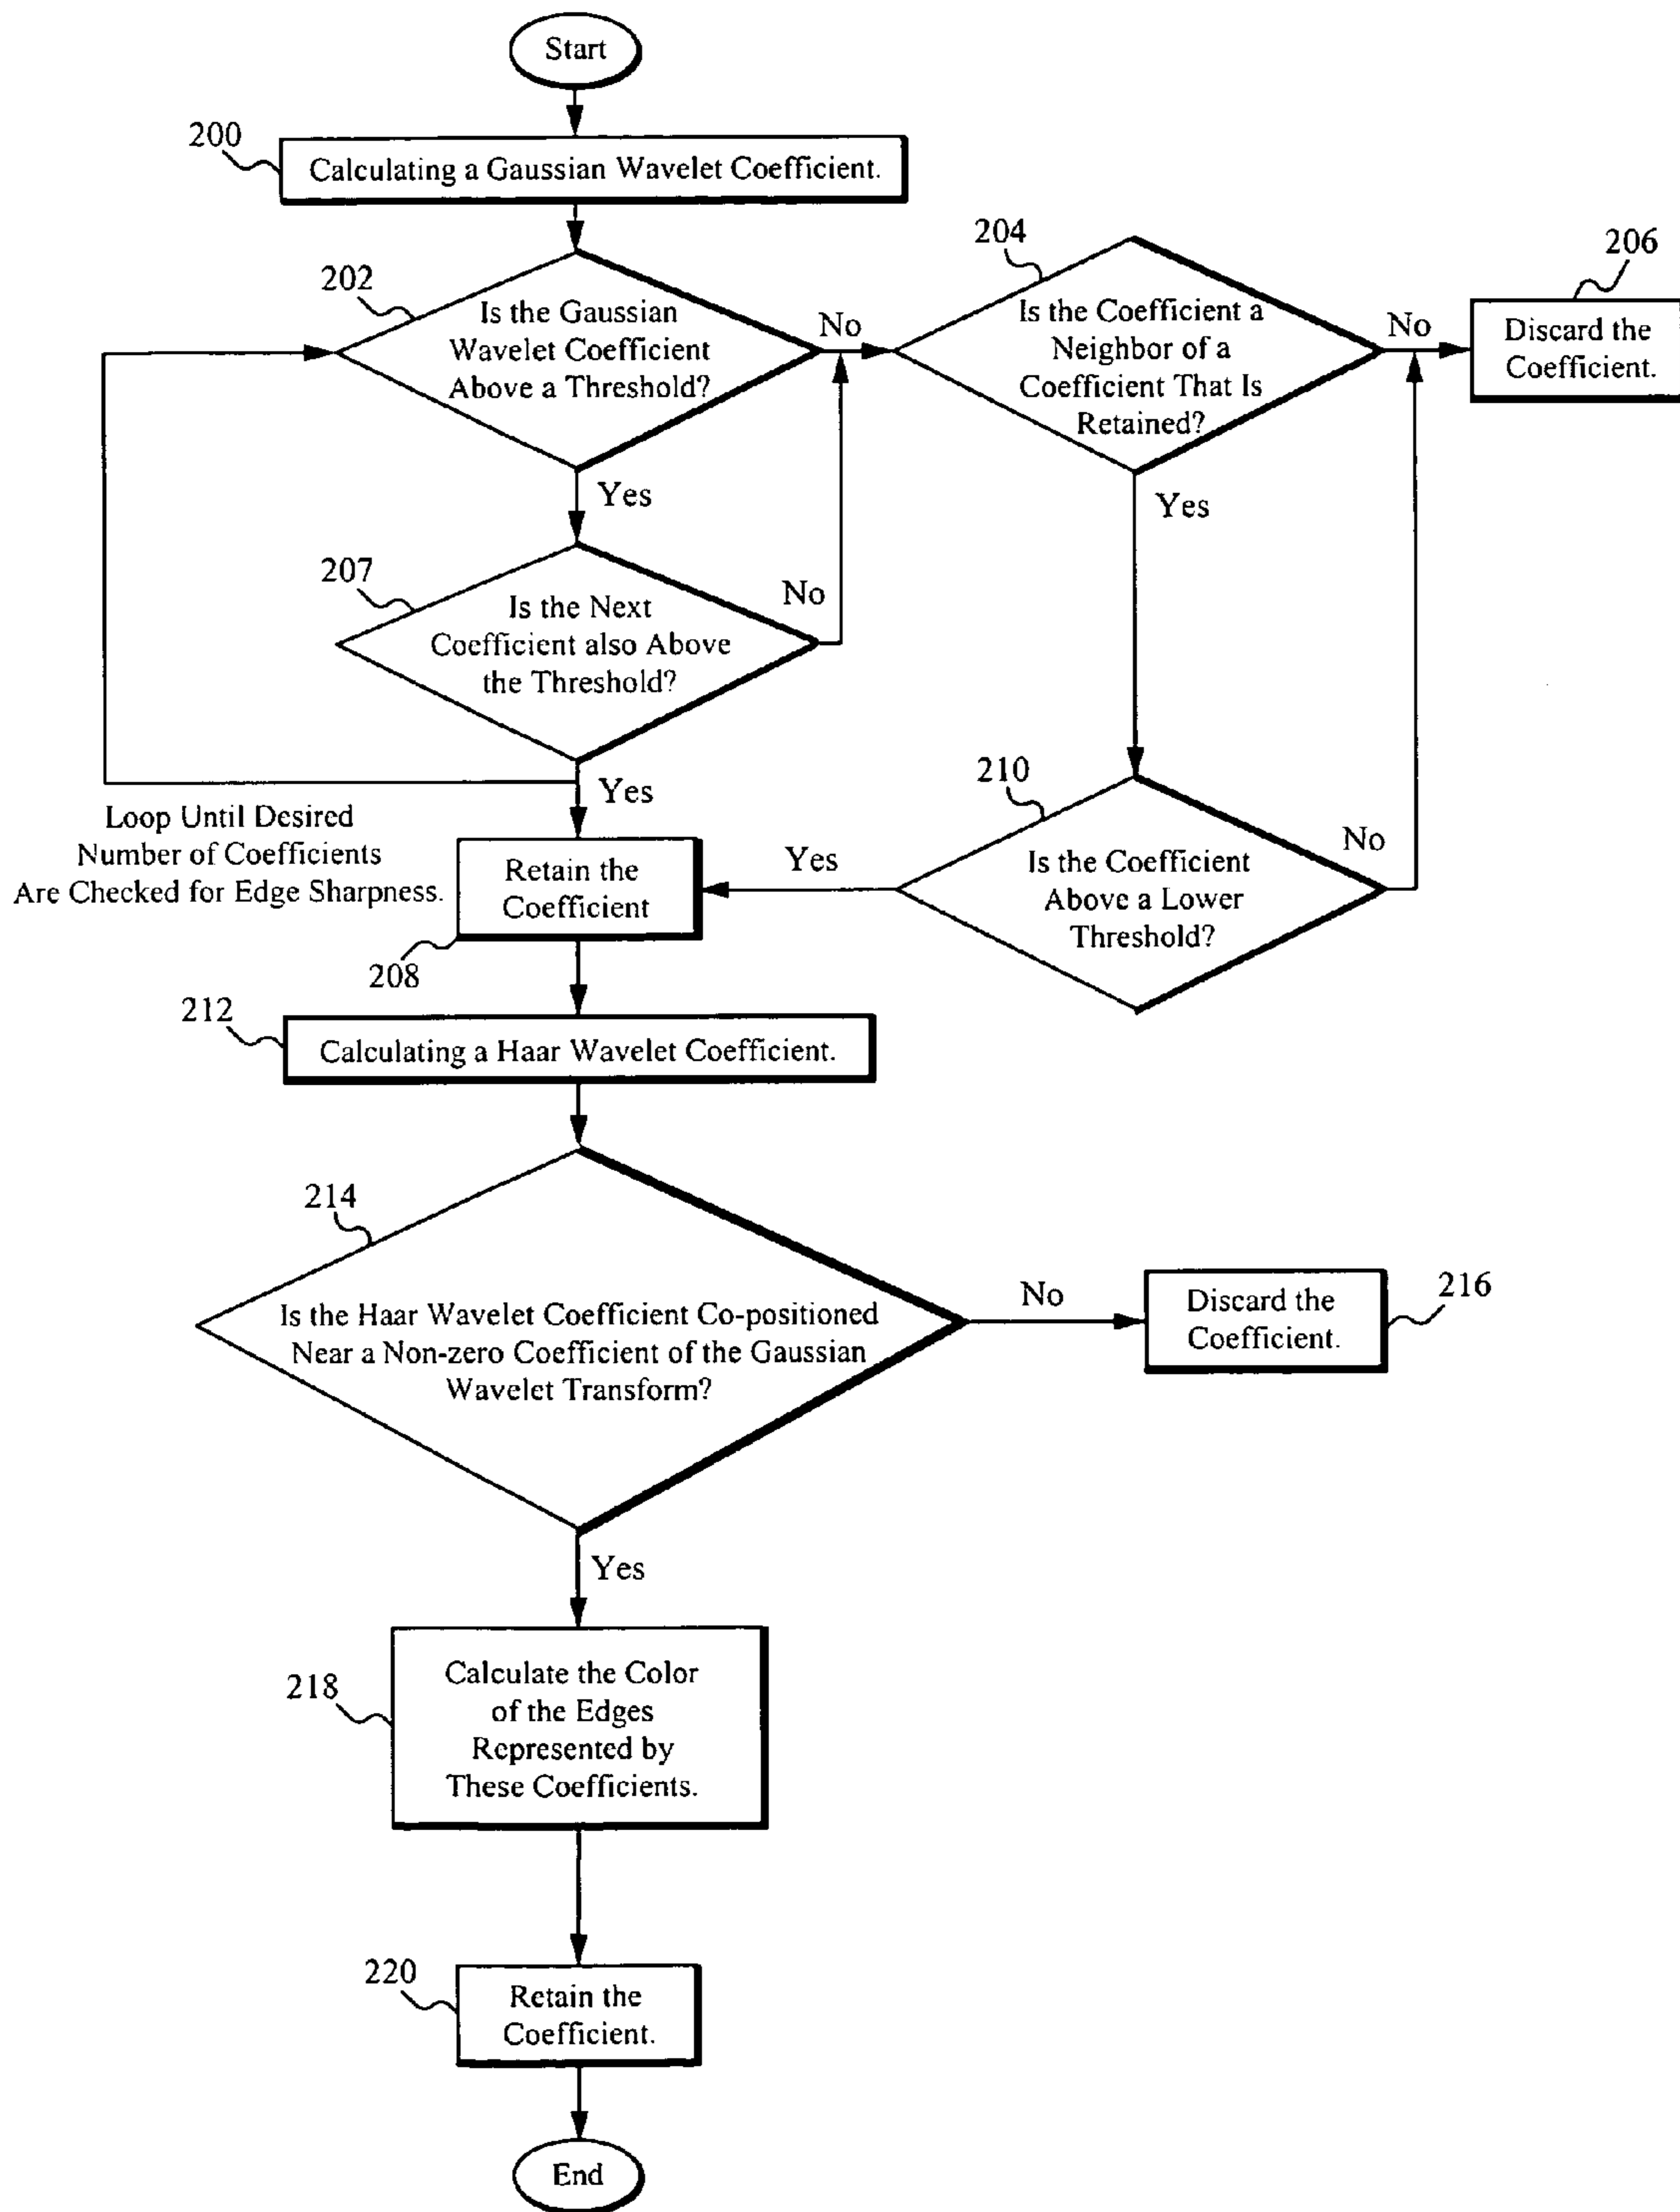 Start
200
Calculating a Gaussian Wavelet Coefficient.
202
Is the Gaussian
Wavelet Coefficient
Above a Threshold?
No
204
Is the Coefficient a
Neighbor of a
Coefficient That Is
Retained?
No
206
Discard the
Coefficient.
Yes
Yes
207
Is the Next
Coefficient also Above
the Threshold?
No
Yes
Loop Until Desired
Number of Coefficients
Are Checked for Edge Sharpness.
210
Is the Coefficient
Above a Lower
Threshold?
No
Yes
Retain the
Coefficient
208
212
Calculating a Haar Wavelet Coefficient.
214
Is the Haar Wavelet Coefficient Co-positioned
Near a Non-zero Coefficient of the Gaussian
Wavelet Transform?
No
Discard the
Coefficient.
216
Yes
218
Calculate the Color
of the Edges
Represented by
These Coefficients.
220
Retain the
Coefficient.
End